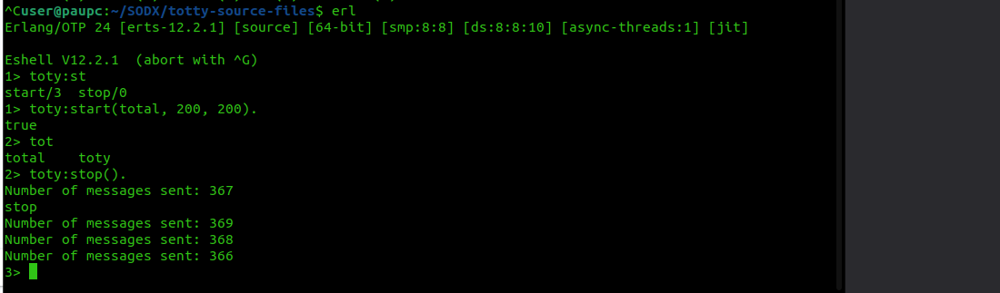 ^Cuser@paupc:~/SODX/totty-source-files$ erl
Erlang/OTP 24 [erts-12.2.1] [source] [64-bit] [smp:8:8] [ds:8:8:10] [async-threads:1] [jit]
Eshell V12.2.1  (abort with ^G)
1> toty:st
start/3  stop/0
1> toty:start(total, 200, 200).
true
2> tot
total    toty
2> toty:stop().
Number of messages sent: 367
stop
Number of messages sent: 369
Number of messages sent: 368
Number of messages sent: 366
3>